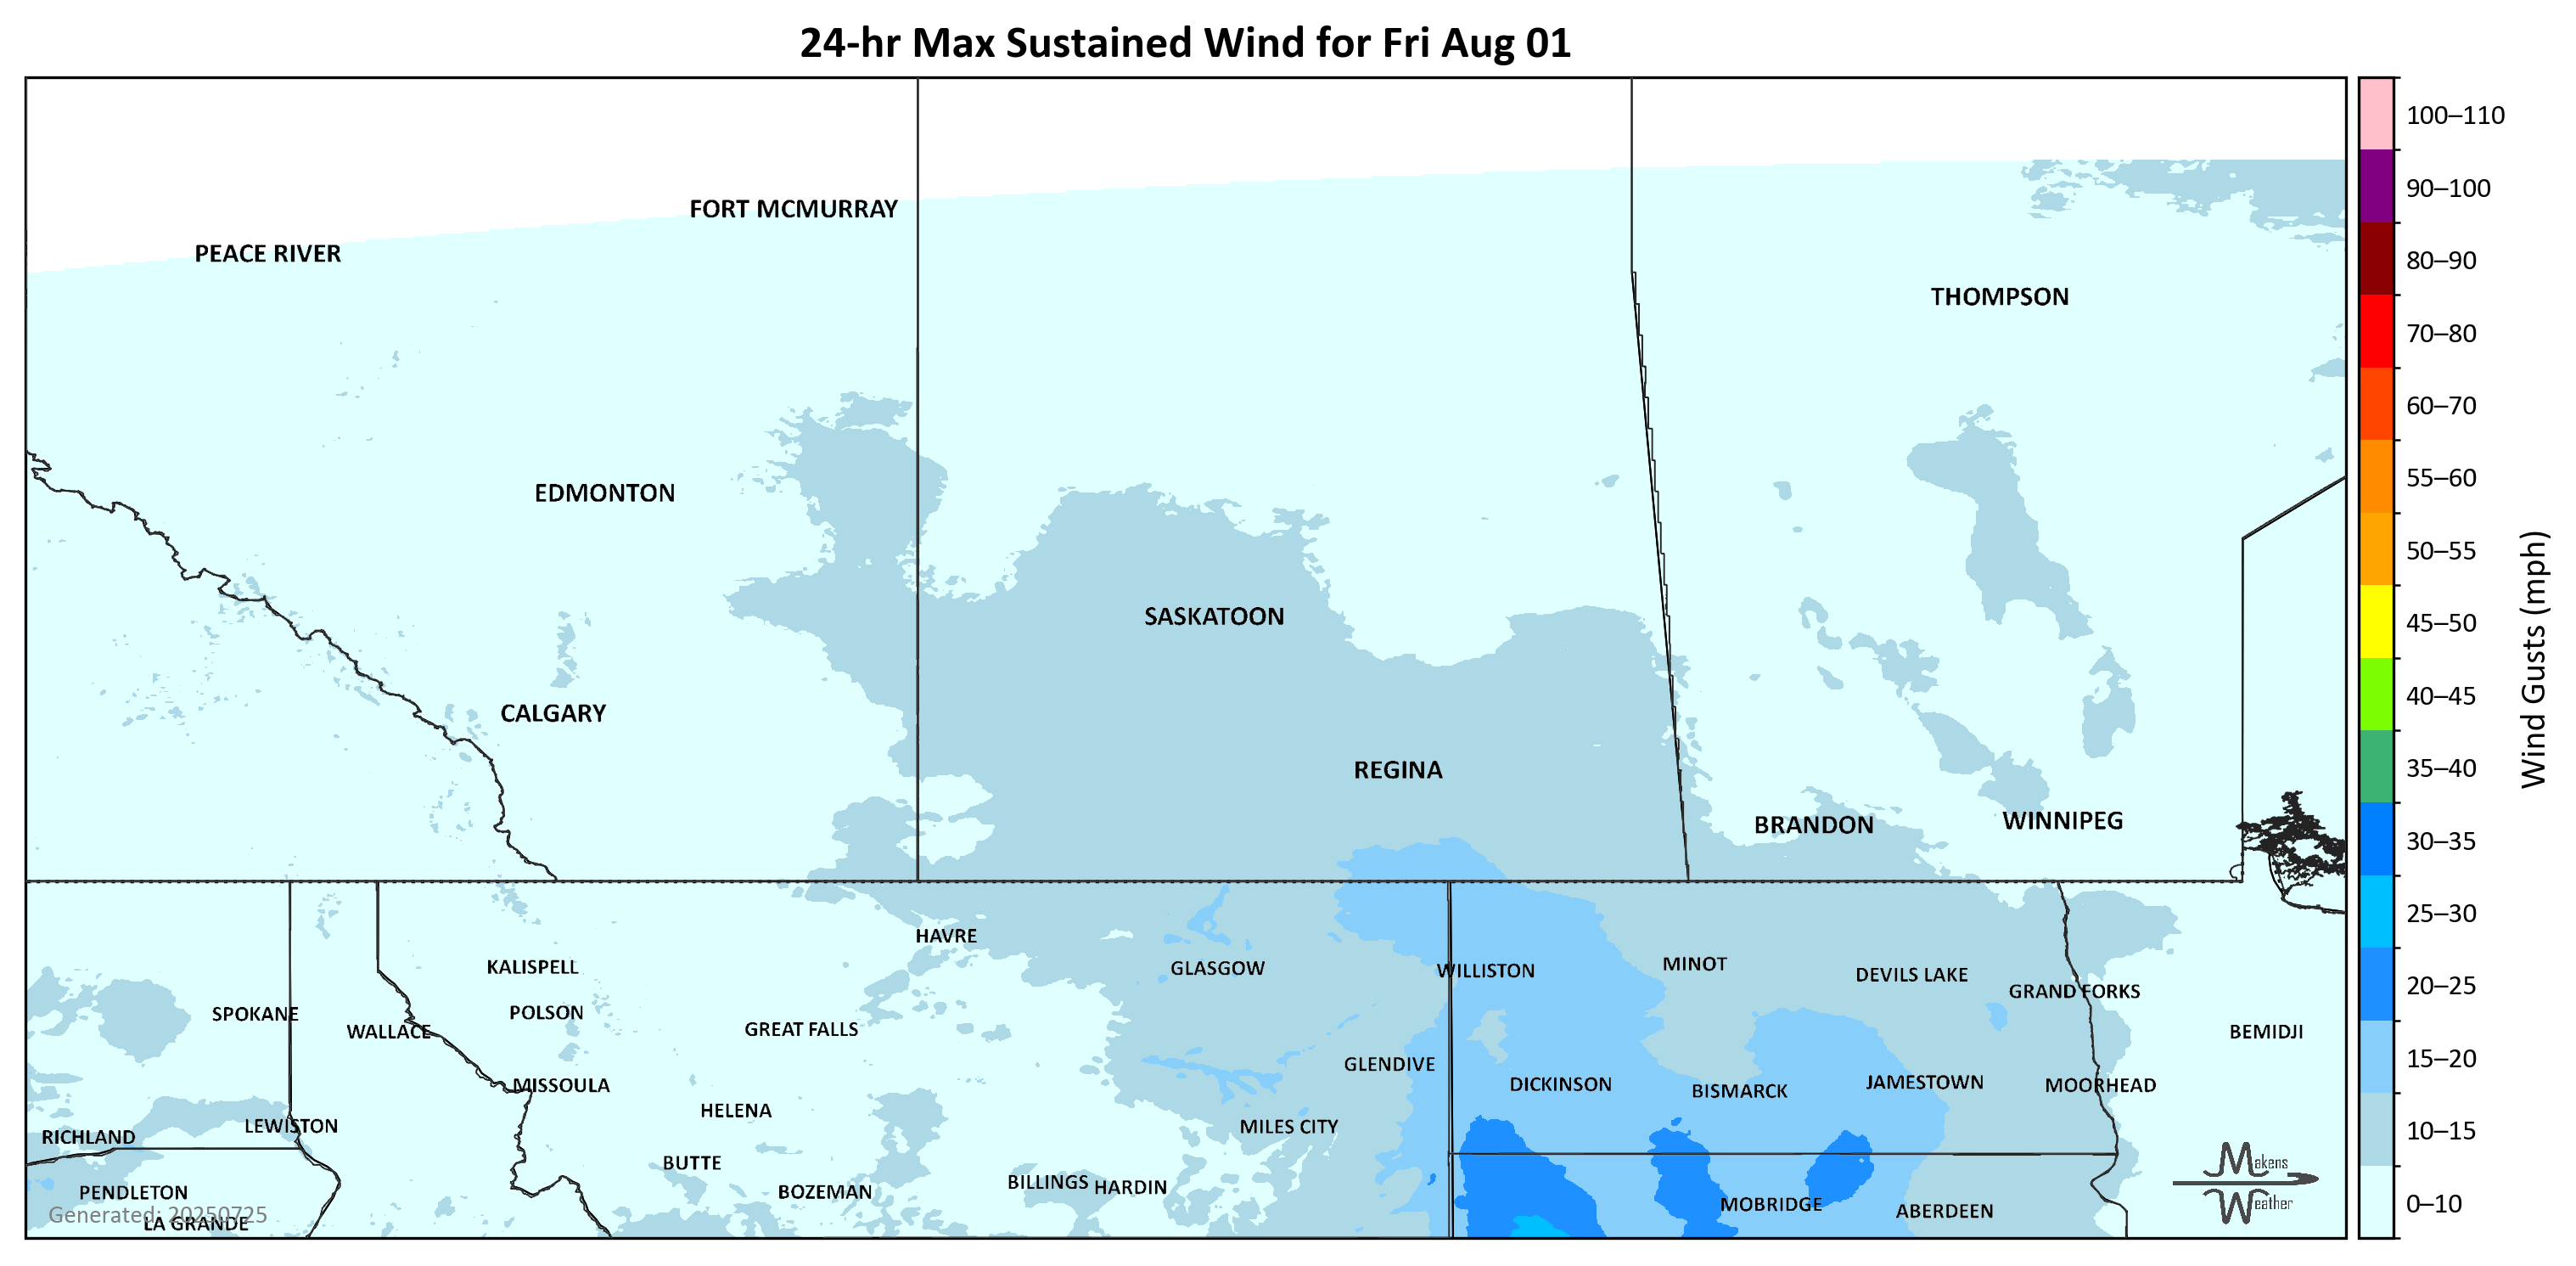 24-hr Max Sustained Wind for Fri Aug 01
100–110
90–100
80–90
70–80
60–70
55–60
50–55
45–50
40–45
35–40
30–35
25–30
20–25
15–20
10–15
0–10
Wind Gusts (mph)
FORT MCMURRAY
PEACE RIVER
THOMPSON
EDMONTON
SASKATOON
CALGARY
REGINA
BRANDON
WINNIPEG
HAVRE
KALISPELL
GLASGOW
WILLISTON
MINOT
DEVILS LAKE
GRAND FORKS
SPOKANE
POLSON
WALLACE
GREAT FALLS
BEMIDJI
GLENDIVE
MISSOULA
DICKINSON
BISMARCK
JAMESTOWN
MOORHEAD
HELENA
LEWISTON
MILES CITY
RICHLAND
BUTTE
BILLINGS
HARDIN
PENDLETON
BOZEMAN
MOBRIDGE
ABERDEEN
Generated: 20250725
LA GRANDE
Makens
Weather